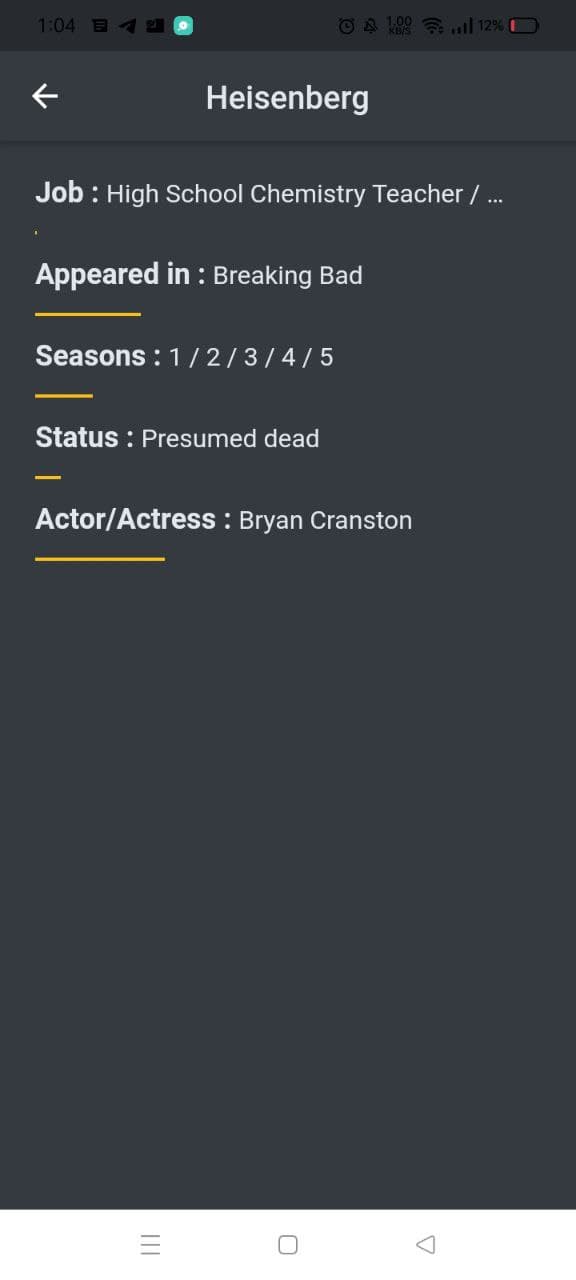 1:04 1.00 KB/S 12%
Heisenberg
Job : High School Chemistry Teacher / ...
Appeared in : Breaking Bad
Seasons : 1 / 2 / 3 / 4 / 5
Status : Presumed dead
Actor/Actress : Bryan Cranston